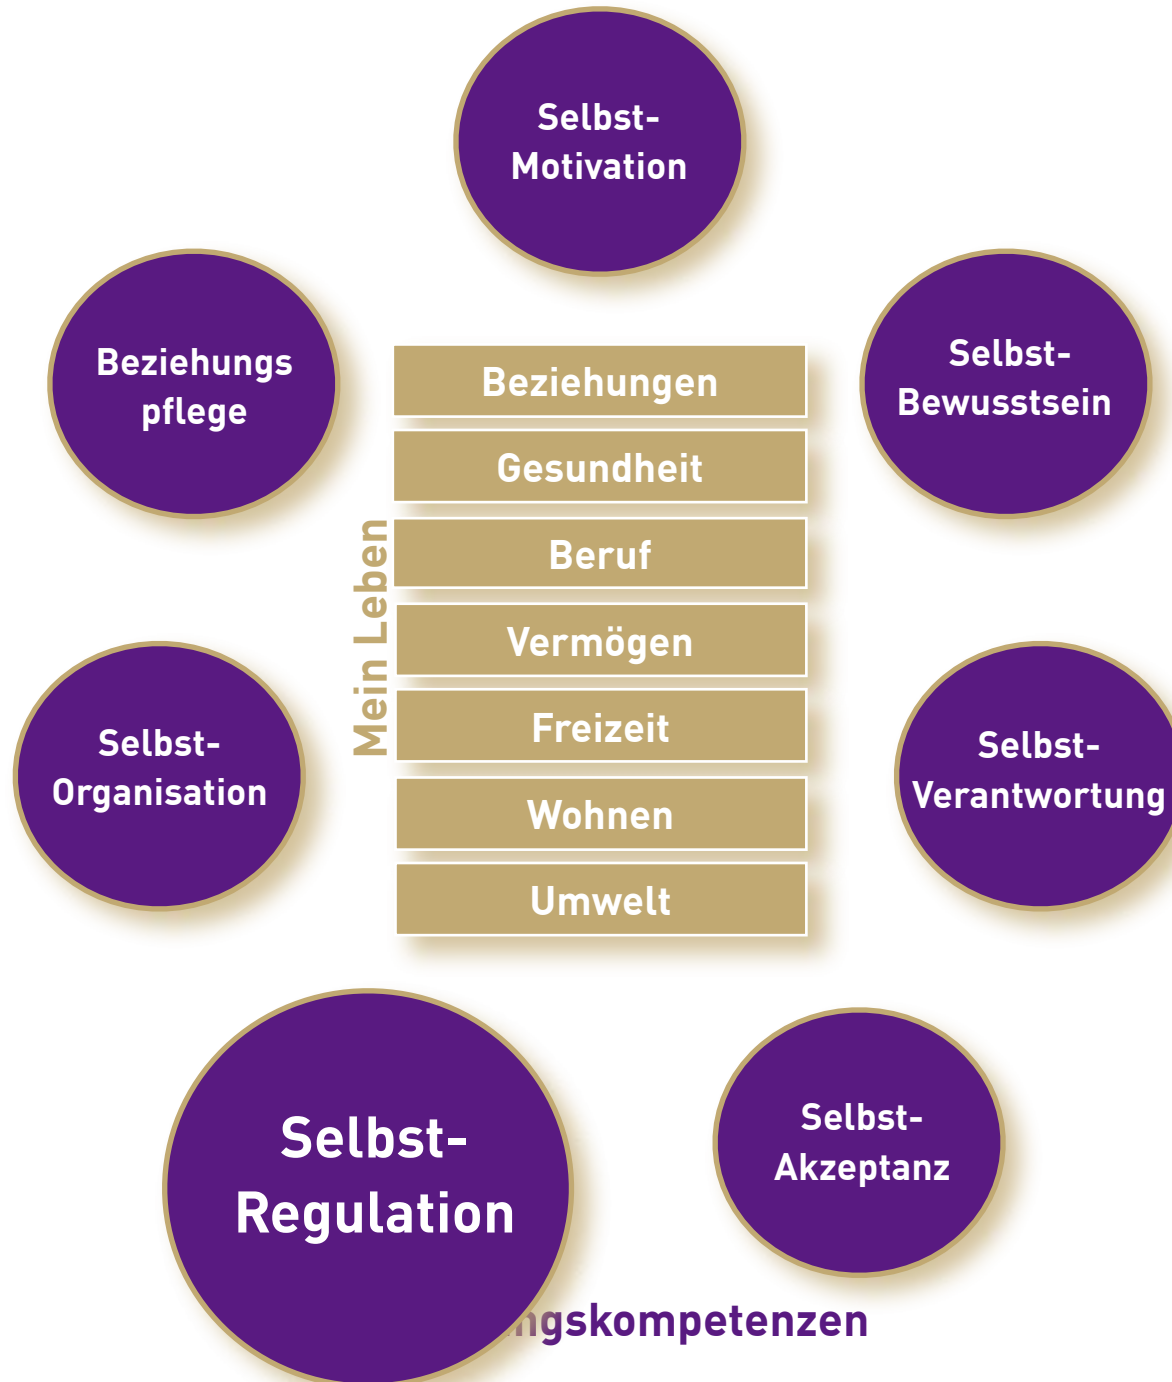 Selbst-
Motivation
Beziehungs
pflege
Selbst-
Bewusstsein
Mein Leben
Beziehungen
Gesundheit
Beruf
Vermögen
Freizeit
Wohnen
Umwelt
Selbst-
Organisation
Selbst-
Verantwortung
Selbst-
Regulation
Selbst-
Akzeptanz
ngskompetenzen